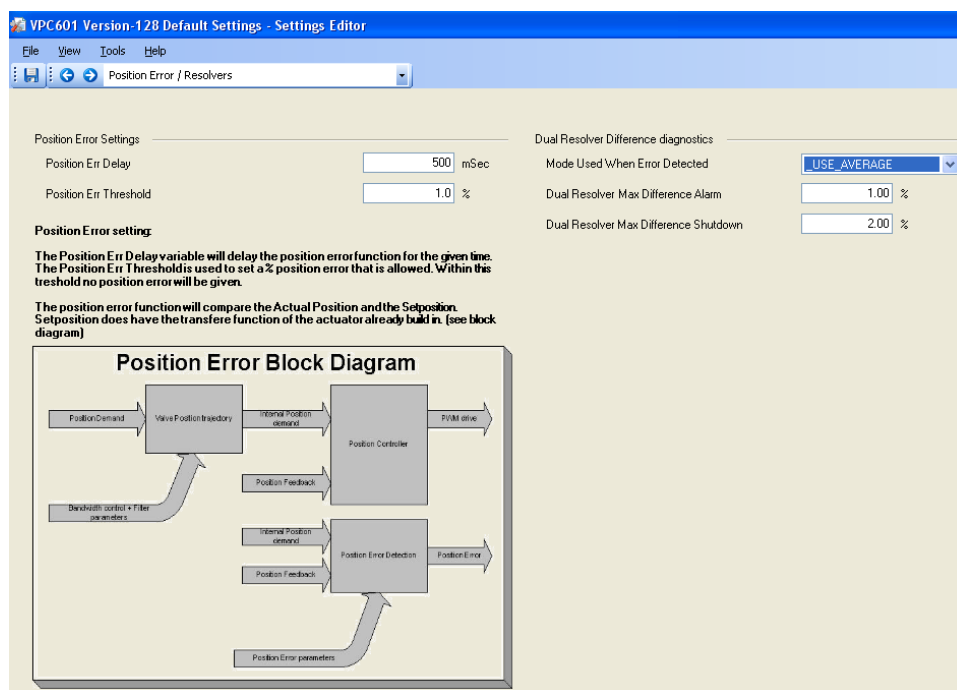 VPC601 Version-128 Default Settings - Settings Editor
File View Tools Help
Position Error / Resolvers
Position Error Settings
Position Err Delay 500 mSec
Position Err Threshold 1.0 %
Position Error setting:
The Position Err Delay variable will delay the position error function for the given time.
The Position Err Threshold is used to set a % position error that is allowed. Within this
treshold no position error will be given.
The position error function will compare the Actual Position and the Setposition.
Setposition does have the transfere function of the actuator already build in. (see block
diagram)
Dual Resolver Difference diagnostics
Mode Used When Error Detected _USE_AVERAGE
Dual Resolver Max Difference Alarm 1.00 %
Dual Resolver Max Difference Shutdown 2.00 %
Position Error Block Diagram
Position Demand
Valve Position trajectory
Internal Position
demand
Position Controller
PWM drive
Position Feedback
Bandwidth control + Filter
parameters
Internal Position
demand
Position Error Detection
Position Error
Position Feedback
Position Error parameters